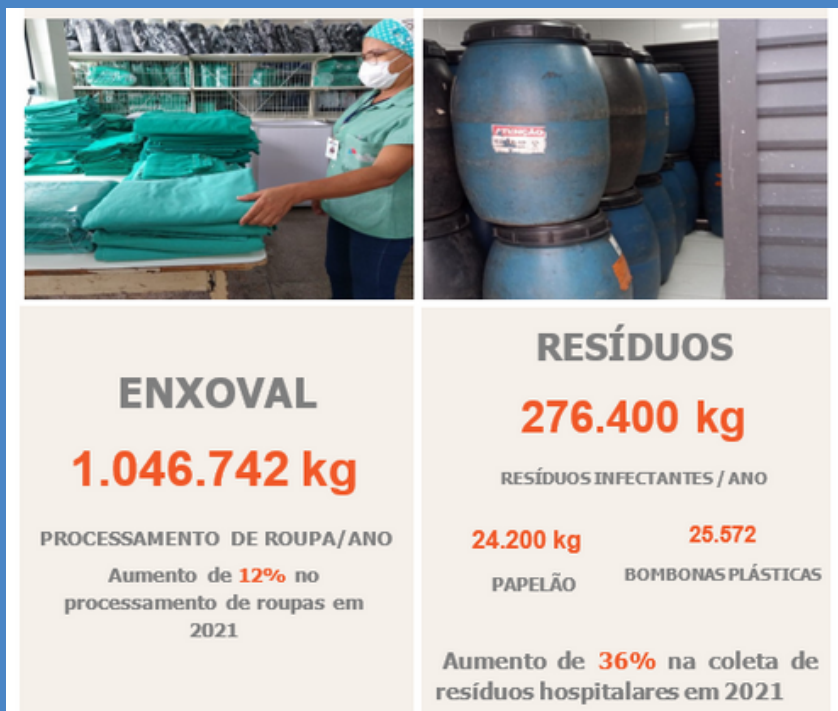 ATENÇÃO
ENXOVAL
1.046.742 kg
PROCESSAMENTO DE ROUPA/ANO
Aumento de 12% no
processamento de roupas em
2021
RESÍDUOS
276.400 kg
RESÍDUOS INFECTANTES / ANO
24.200 kg
PAPELÃO
25.572
BOMBONAS PLÁSTICAS
Aumento de 36% na coleta de
resíduos hospitalares em 2021